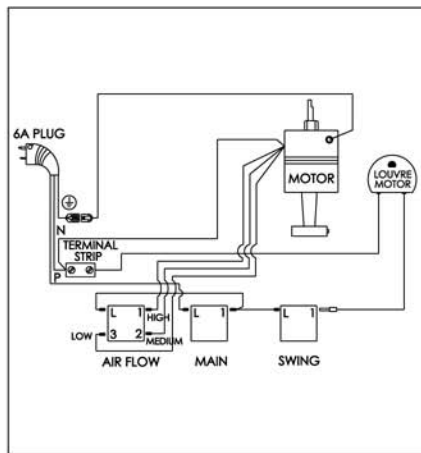 6A PLUG
N
TERMINAL
STRIP
P
MOTOR
LOUVRE
MOTOR
L 1
HIGH
LOW
3 2
MEDIUM
AIR FLOW
L 1
MAIN
L 1
SWING